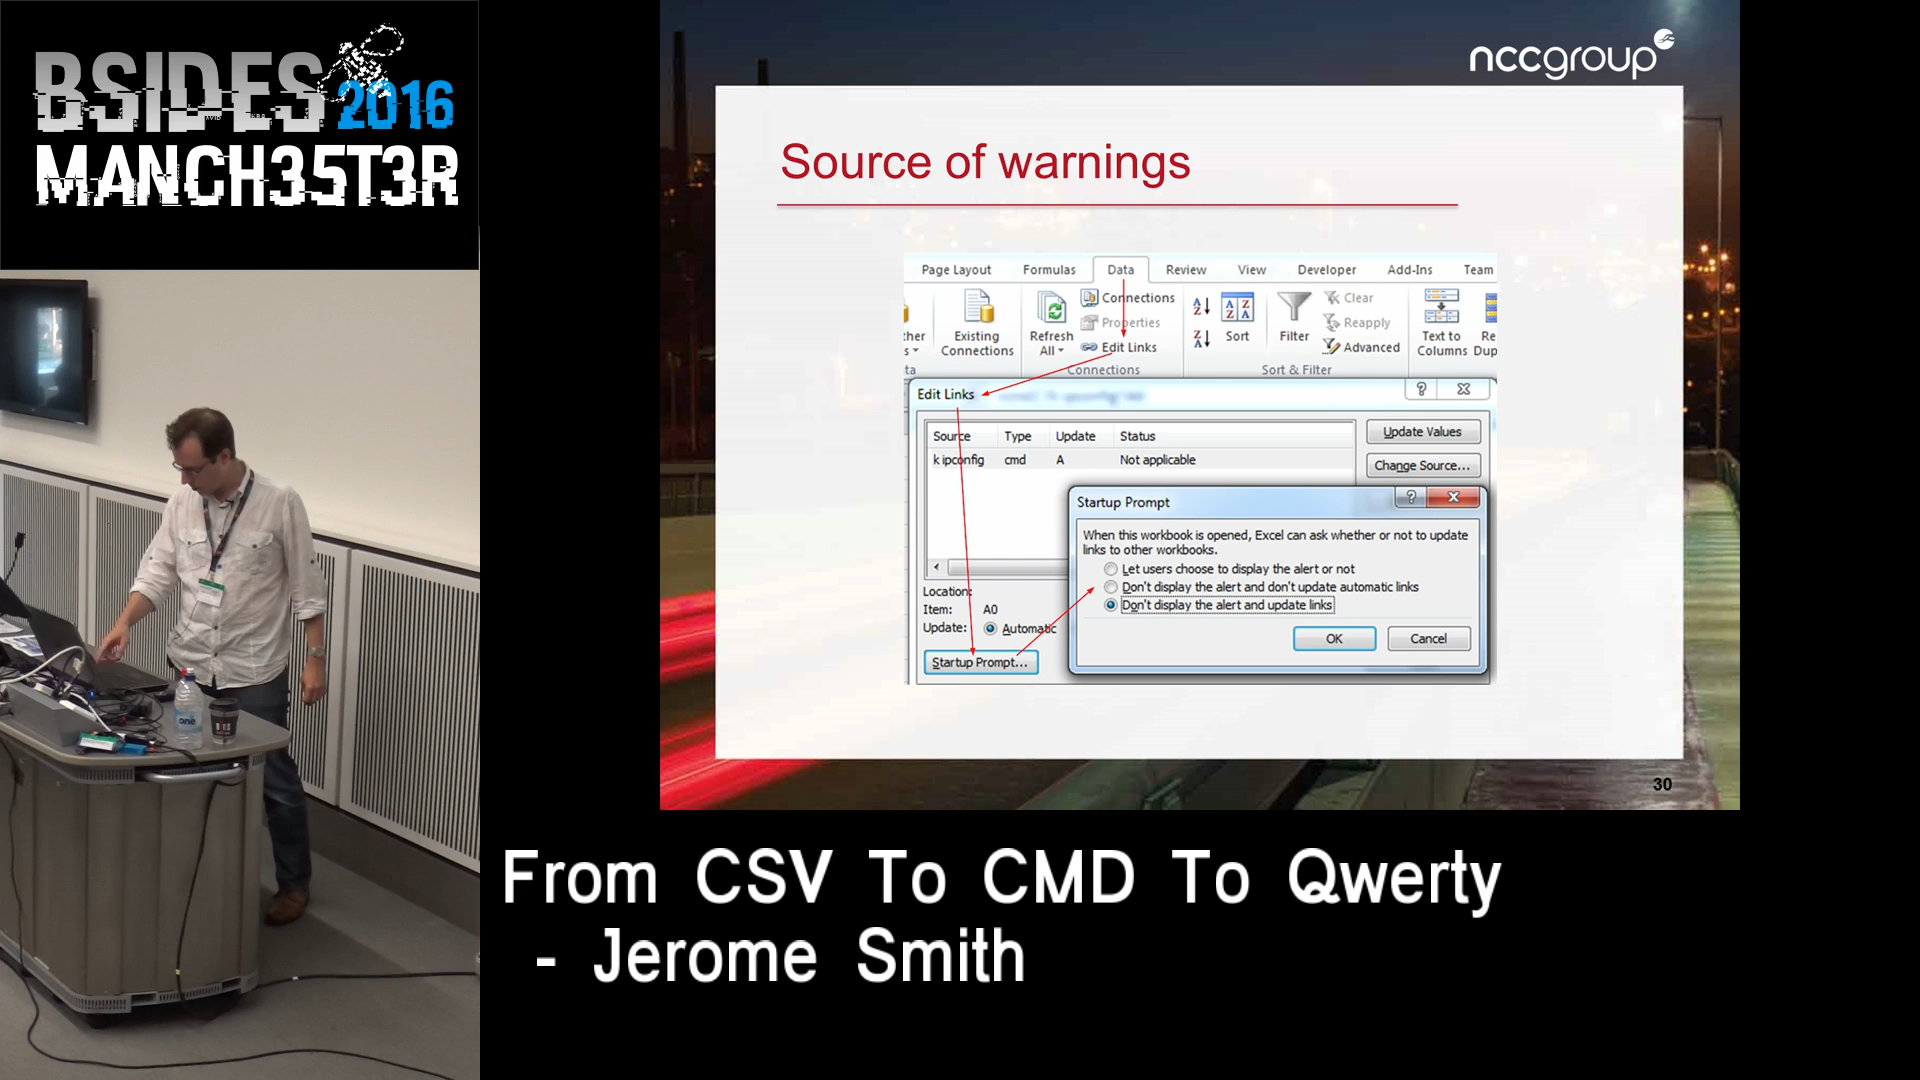 BSIDES 2016
MANCH35T3R
nccgroup
Source of warnings
Page Layout Formulas Data Review View Developer Add-Ins Team
Existing
Connections
Refresh
All
Connections
Properties
Edit Links
Connections
Sort
Filter
Clear
Reapply
Advanced
Sort & Filter
Text to
Columns
Edit Links
Source Type Update Status
k ipconfig cmd A Not applicable
Update Values
Change Source...
Location:
Item: A0
Update: Automatic
Startup Prompt...
Startup Prompt
When this workbook is opened, Excel can ask whether or not to update
links to other workbooks.
Let users choose to display the alert or not
Don't display the alert and don't update automatic links
Don't display the alert and update links
OK Cancel
30
one
From CSV To CMD To Qwerty
- Jerome Smith